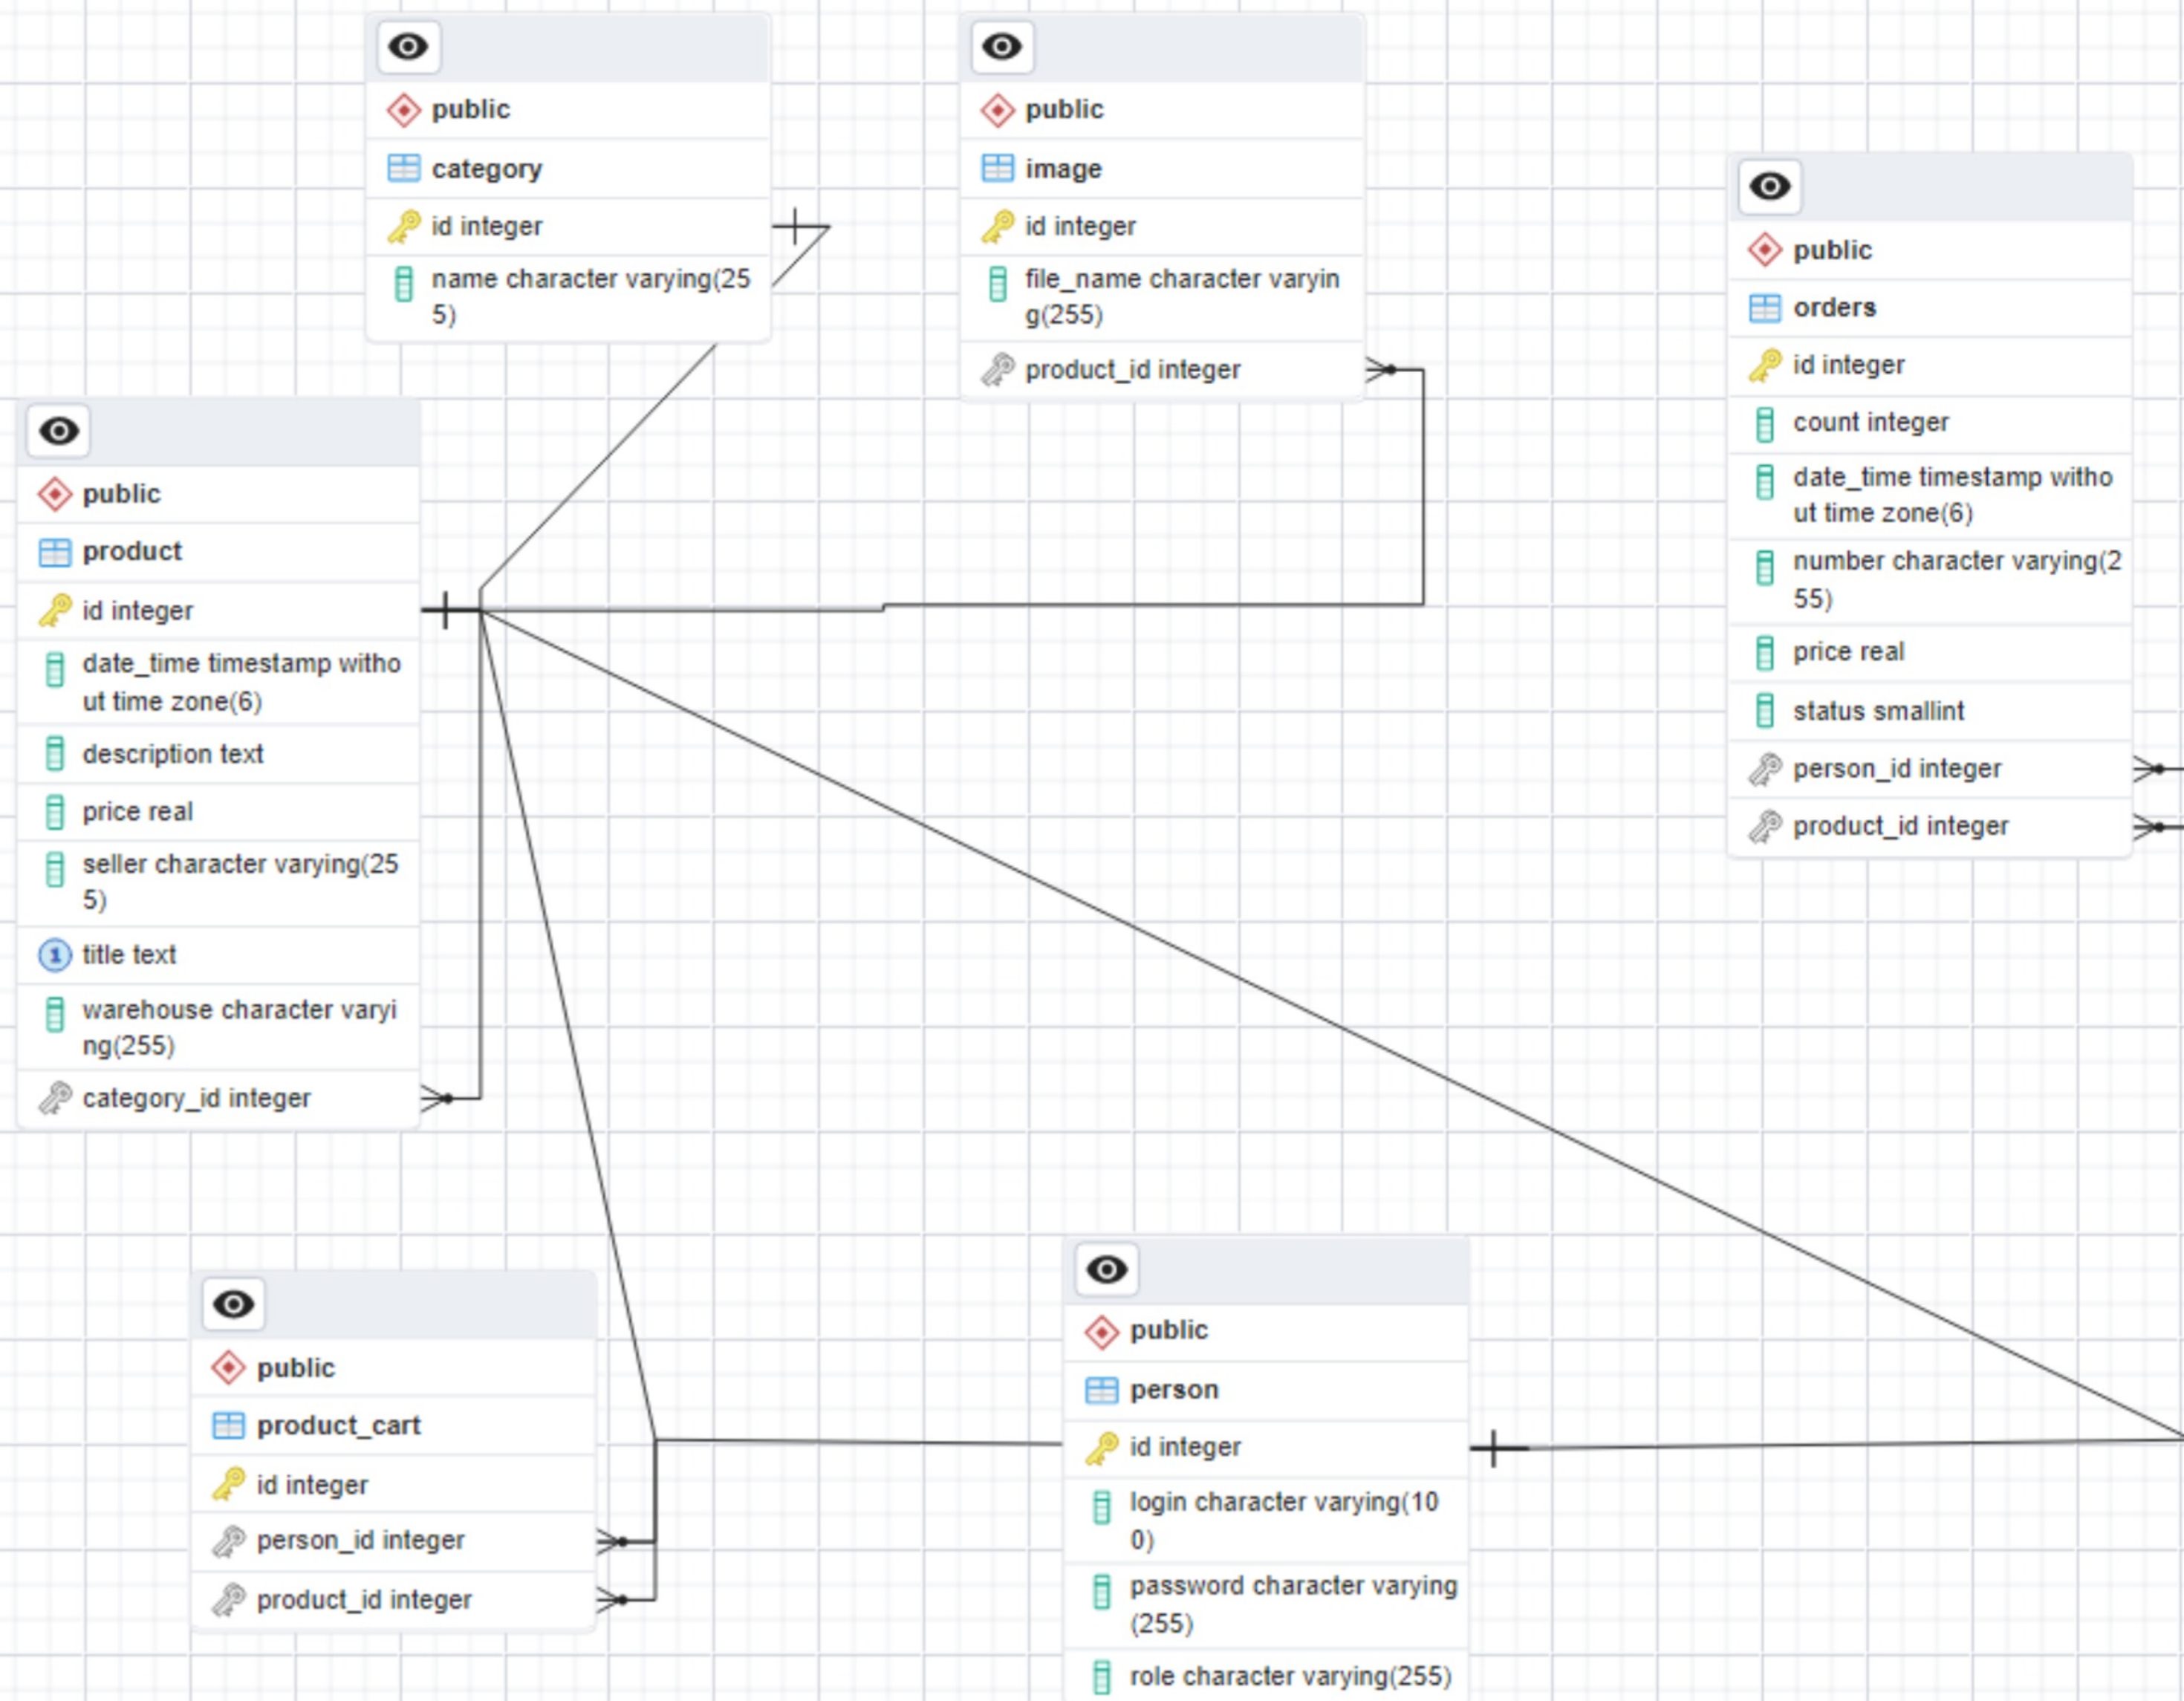 public
category
id integer
name character varying(25
5)
public
image
id integer
file_name character varyin
g(255)
product_id integer
public
orders
id integer
count integer
date_time timestamp witho
ut time zone(6)
number character varying(2
55)
price real
status smallint
person_id integer
product_id integer
public
product
id integer
date_time timestamp witho
ut time zone(6)
description text
price real
seller character varying(25
5)
1 title text
warehouse character varyi
ng(255)
category_id integer
public
product_cart
id integer
person_id integer
product_id integer
public
person
id integer
login character varying(10
0)
password character varying
(255)
role character varying(255)